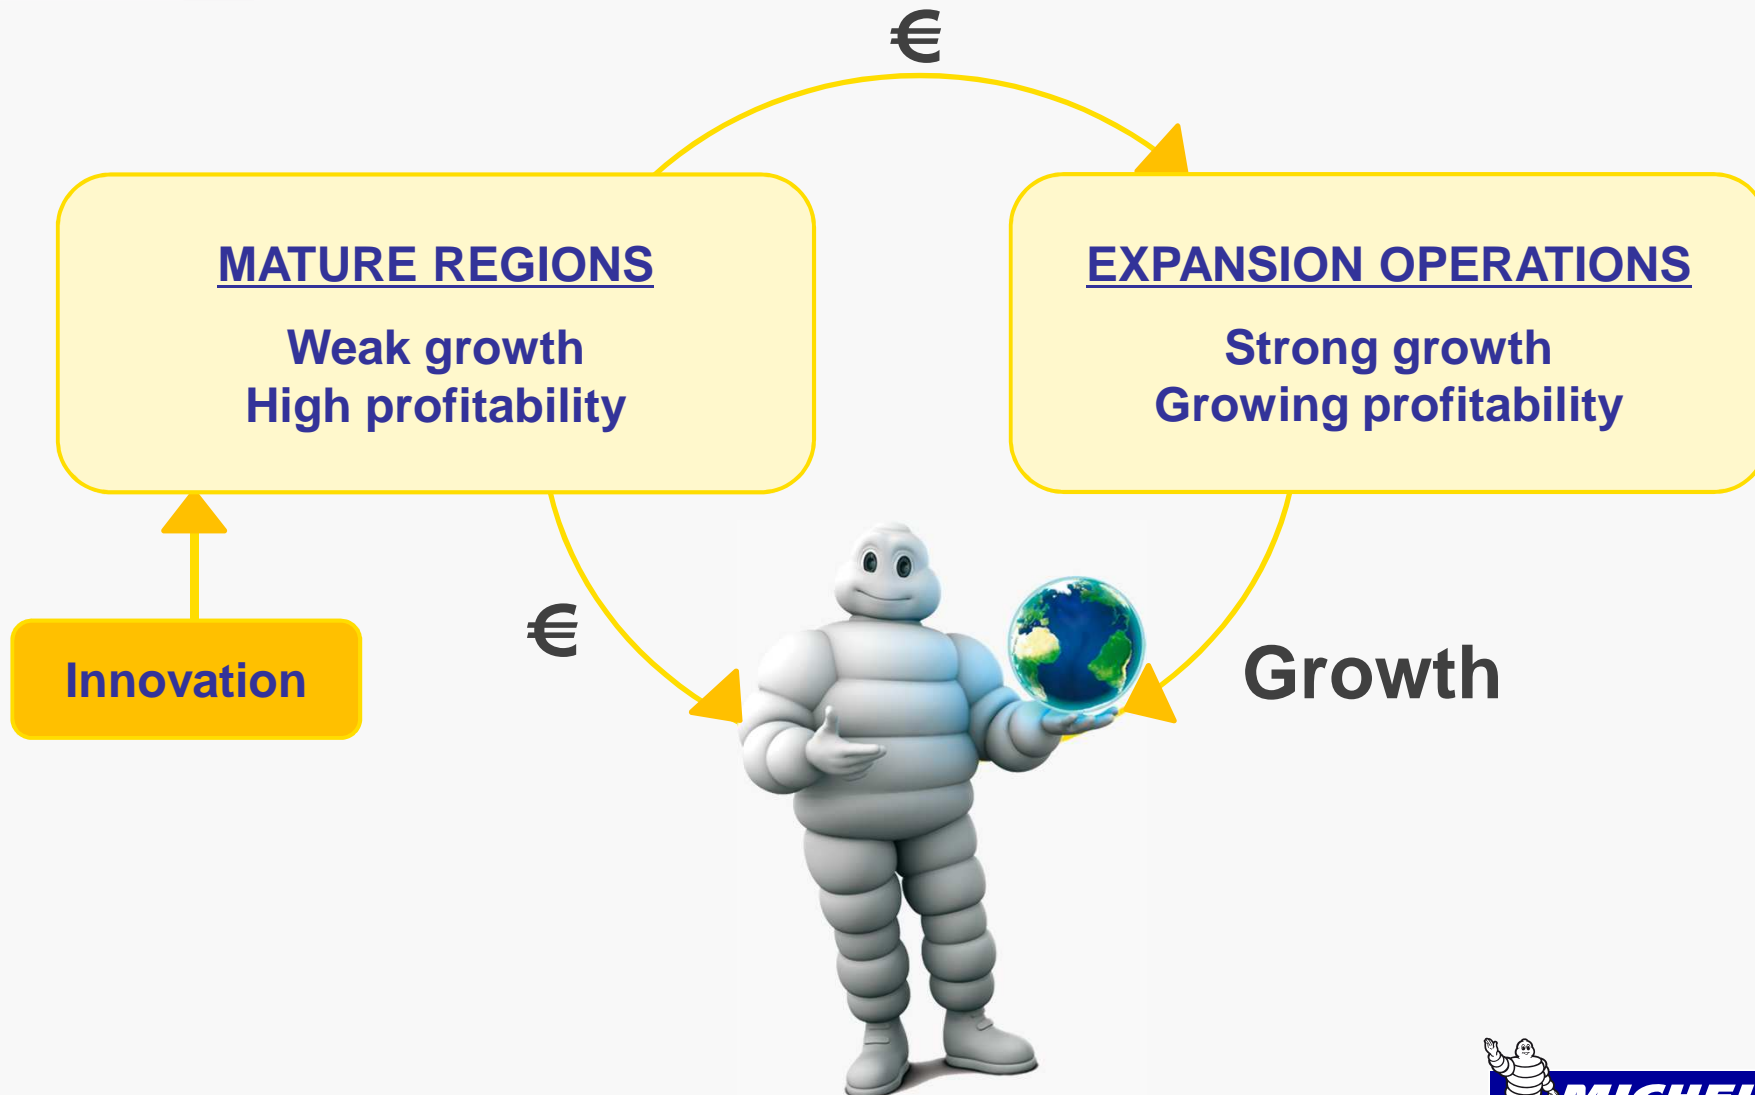 €
MATURE REGIONS
Weak growth
High profitability
EXPANSION OPERATIONS
Strong growth
Growing profitability
€
Growth
Innovation